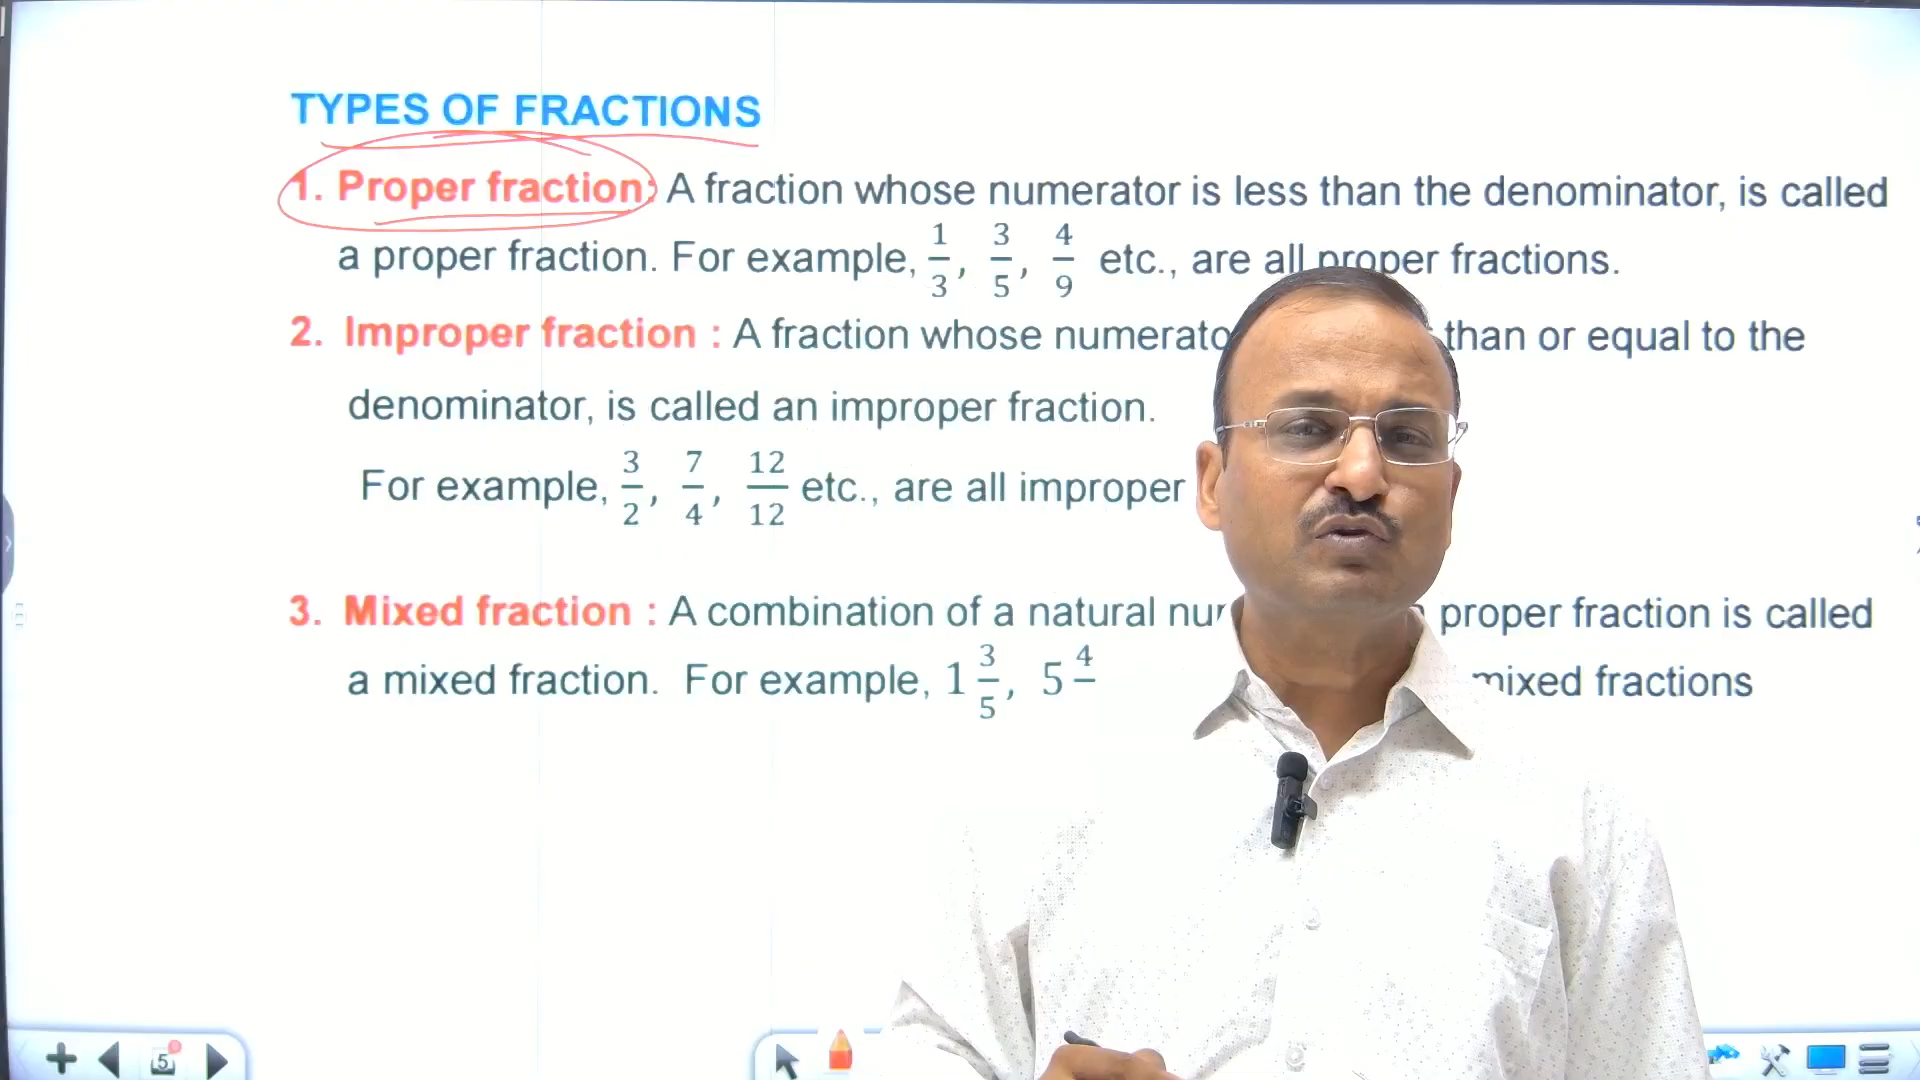 TYPES OF FRACTIONS
1. Proper fraction: A fraction whose numerator is less than the denominator, is called
a proper fraction. For example, 1/3, 3/5, 4/9 etc., are all proper fractions.
2. Improper fraction : A fraction whose than or equal to the
denominator, is called an improper fraction.
For example, 3/2, 7/4, 12/12 etc., are all improper
3. Mixed fraction : A combination of a natural proper fraction is called
a mixed fraction. For example, 1 3/5, 5 mixed fractions
5